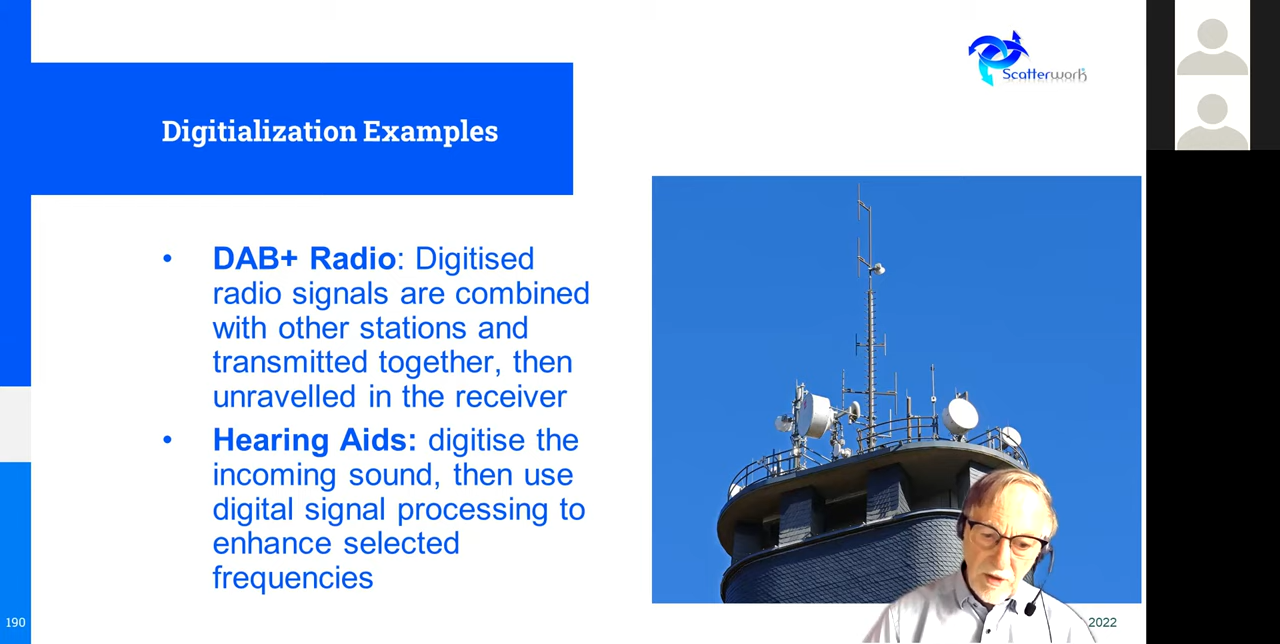 Scatterwork
Digitialization Examples
• DAB+ Radio: Digitised
radio signals are combined
with other stations and
transmitted together, then
unravelled in the receiver
• Hearing Aids: digitise the
incoming sound, then use
digital signal processing to
enhance selected
frequencies
190
2022